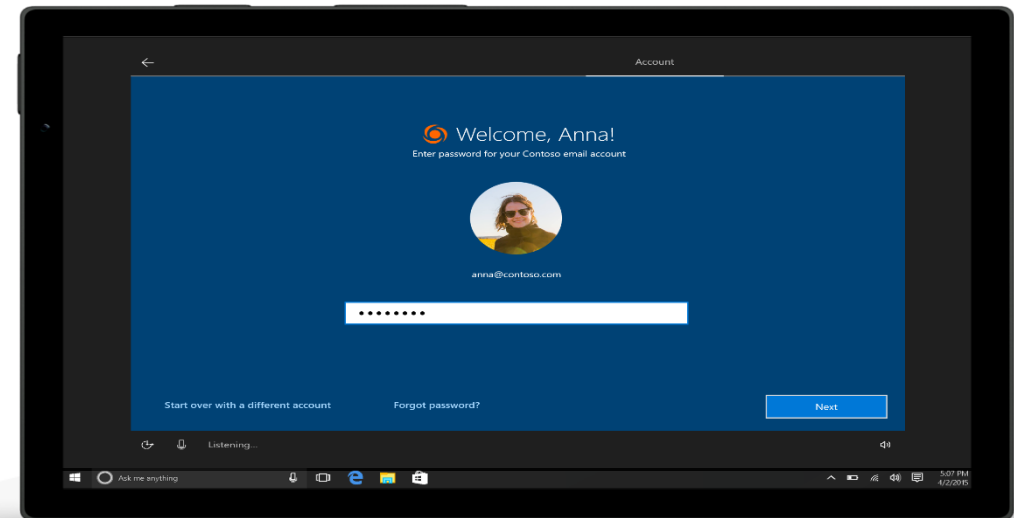 Account
Welcome, Anna!
Enter password for your Contoso email account
anna@contoso.com
Start over with a different account
Forgot password?
Next
Listening...
Ask me anything
5:07 PM
4/2/2015